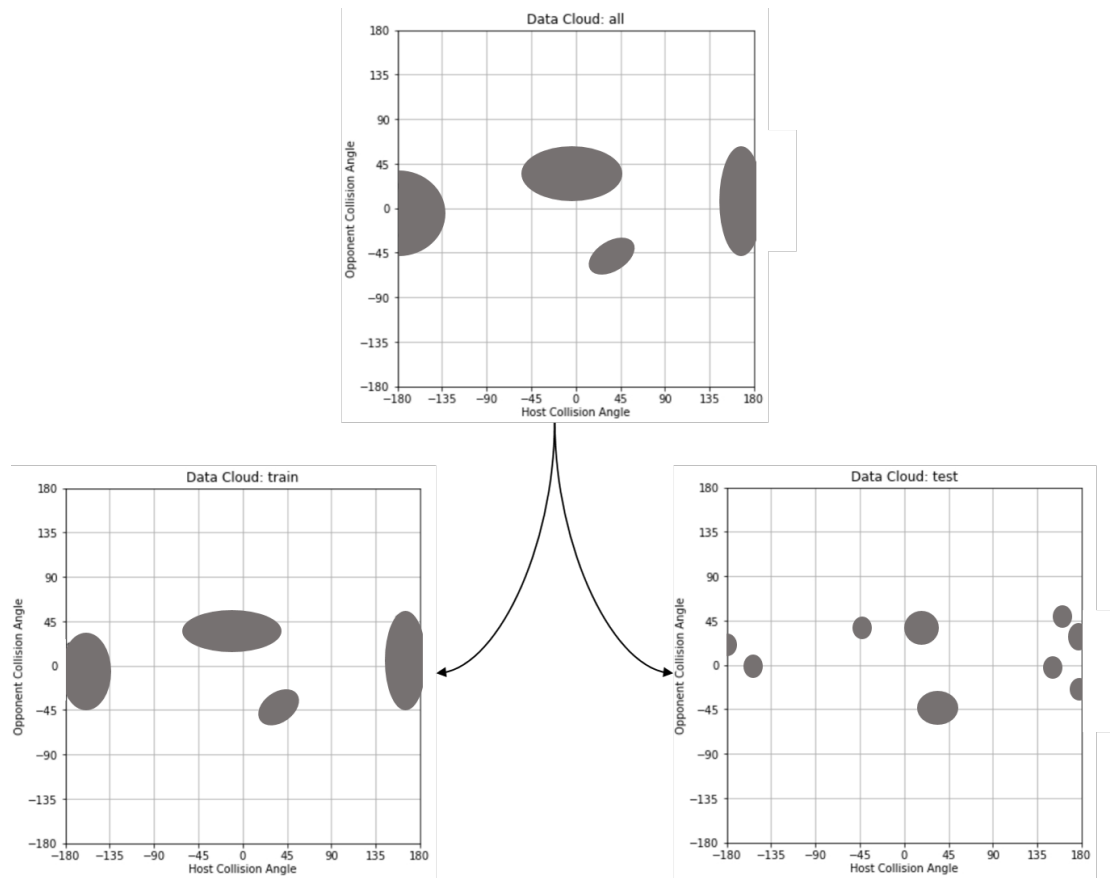 Data Cloud: all
180
135
90
45
0
−45
−90
−135
−180
Opponent Collision Angle
−180 −135 −90 −45 0 45 90 135 180
Host Collision Angle
Data Cloud: train
180
135
90
45
0
−45
−90
−135
−180
Opponent Collision Angle
−180 −135 −90 −45 0 45 90 135 180
Host Collision Angle
Data Cloud: test
180
135
90
45
0
−45
−90
−135
−180
Opponent Collision Angle
−180 −135 −90 −45 0 45 90 135 180
Host Collision Angle